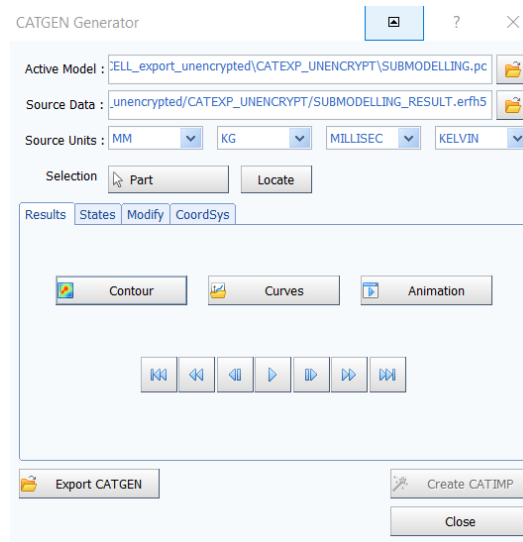 CATGEN Generator ?
Active Model : :ELL_export_unencrypted\CATEXP_UNENCRYPT\SUBMODELLING.pc
Source Data : _unencrypted/CATEXP_UNENCRYPT/SUBMODELLING_RESULT.erfh5
Source Units : MM KG MILLISEC KELVIN
Selection Part Locate
Results States Modify CoordSys
Contour Curves Animation
Export CATGEN Create CATIMP
Close